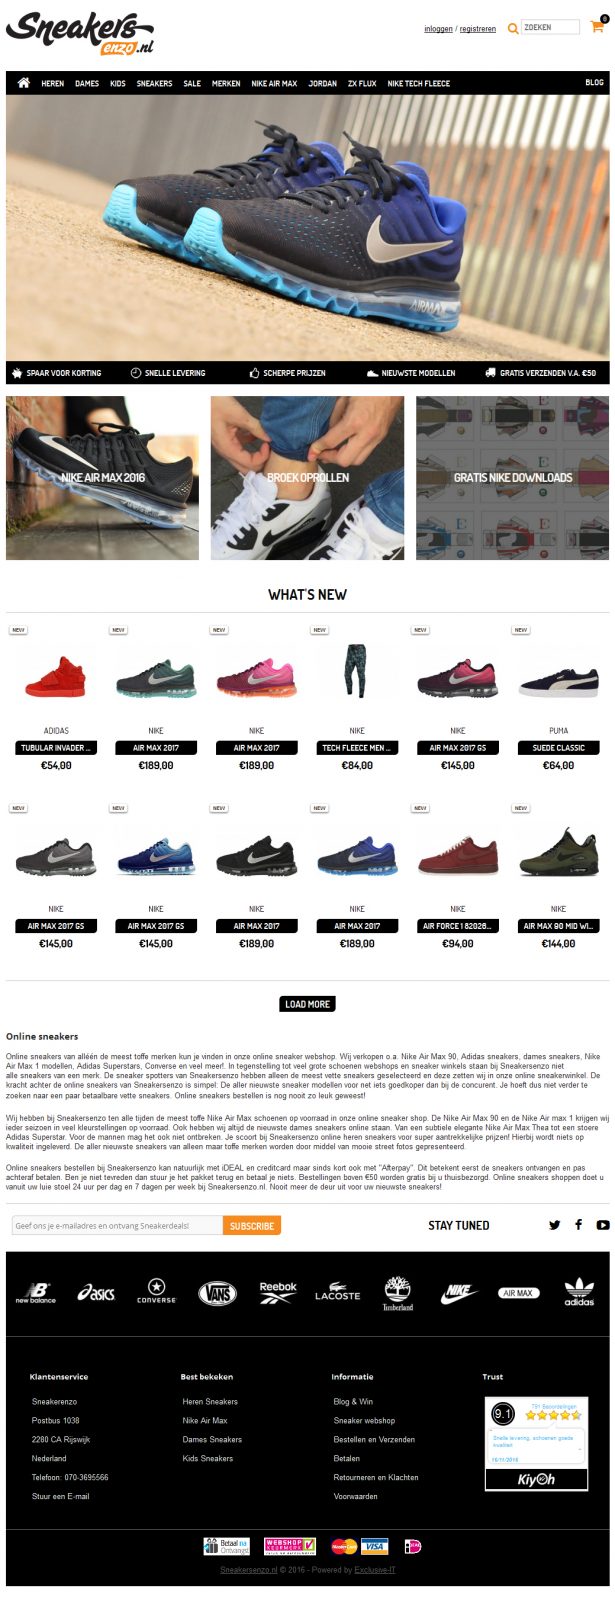 Sneakers
enzo.nl
inloggen / registreren
ZOEKEN
0
HEREN DAMES KIDS SNEAKERS SALE MERKEN NIKE AIR MAX JORDAN ZX FLUX NIKE TECH FLEECE BLOG
AIRMAX
SPAAR VOOR KORTING SNELLE LEVERING SCHERPE PRIJZEN NIEUWSTE MODELLEN GRATIS VERZENDEN V.A. €50
NIKE AIR MAX 2016 BROEK OPROLLEN GRATIS NIKE DOWNLOADS
WHAT'S NEW
NEW NEW NEW NEW NEW NEW
ADIDAS NIKE NIKE NIKE NIKE PUMA
TUBULAR INVADER ... AIR MAX 2017 AIR MAX 2017 TECH FLEECE MEN ... AIR MAX 2017 GS SUEDE CLASSIC
€54,00 €189,00 €189,00 €84,00 €145,00 €64,00
NEW NEW NEW NEW NEW NEW
NIKE NIKE NIKE NIKE NIKE NIKE
AIR MAX 2017 GS AIR MAX 2017 GS AIR MAX 2017 AIR MAX 2017 AIR FORCE 1 82026... AIR MAX 90 MID WI...
€145,00 €145,00 €189,00 €189,00 €94,00 €144,00
LOAD MORE
Online sneakers
Online sneakers van alléén de meest toffe merken kun je vinden in onze online sneaker webshop. Wij verkopen o.a. Nike Air Max 90, Adidas sneakers, dames sneakers, Nike
Air Max 1 modellen, Adidas Superstars, Converse en veel meer!. In tegenstelling tot veel grote schoenen webshops en sneaker winkels staan bij Sneakersenzo niet
alle sneakers van een merk. De sneaker spotters van Sneakersenzo hebben alleen de meest vette sneakers geselecteerd en deze zetten wij in onze online sneakerwinkel. De
kracht achter de online sneakers van Sneakersenzo is simpel: De aller nieuwste sneaker modellen voor net iets goedkoper dan bij de concurent. Je hoeft dus niet verder te
zoeken naar een paar betaalbare vette sneakers. Online sneakers bestellen is nog nooit zo leuk geweest!
Wij hebben bij Sneakersenzo ten alle tijden de meest toffe Nike Air Max schoenen op voorraad in onze online sneaker shop. De Nike Air Max 90 en de Nike Air max 1 krijgen wij
ieder seizoen in veel kleurstellingen op voorraad. Ook hebben wij altijd de nieuwste dames sneakers online staan. Van een subtiele elegante Nike Air Max Thea tot een stoere
Adidas Superstar. Voor de mannen mag het ook niet ontbreken. Je scoort bij Sneakersenzo online heren sneakers voor super aantrekkelijke prijzen! Hierbij wordt niets op
kwaliteit ingeleverd. De aller nieuwste sneakers van alleen maar toffe merken worden door middel van mooie street fotos gepresenteerd.
Online sneakers bestellen bij Sneakersenzo kan natuurlijk met iDEAL en creditcard maar sinds kort ook met "Afterpay". Dit betekent eerst de sneakers ontvangen en pas
achteraf betalen. Ben je niet tevreden dan stuur je het pakket terug en betaal je niets. Bestellingen boven €50 worden gratis bij u thuisbezorgd. Online sneakers shoppen doet u
vanuit uw luie stoel 24 uur per dag en 7 dagen per week bij Sneakersenzo.nl. Nooit meer de deur uit voor uw nieuwste sneakers!.
Geef ons je e-mailadres en ontvang Sneakerdeals! SUBSCRIBE STAY TUNED
new balance asics CONVERSE VANS Reebok LACOSTE Timberland NIKE AIR MAX adidas
Klantenservice Best bekeken Informatie Trust
Sneakerenzo Heren Sneakers Blog & Win
Postbus 1038 Nike Air Max Sneaker webshop
2280 CA Rijswijk Dames Sneakers Bestellen en Verzenden
Nederland Kids Sneakers Betalen
Telefoon: 070-3695566 Retourneren en Klachten
Stuur een E-mail Voorwaarden
9.1
791 Beoordelingen
Snelle levering, schoenen goede
kwaliteit
15/11/2016
KiyOh
Betaal na
Ontvangst
WEBSHOP
KEURMERK
MasterCard
VISA
iDEAL
Sneakersenzo.nl © 2016 - Powered by Exclusive-IT